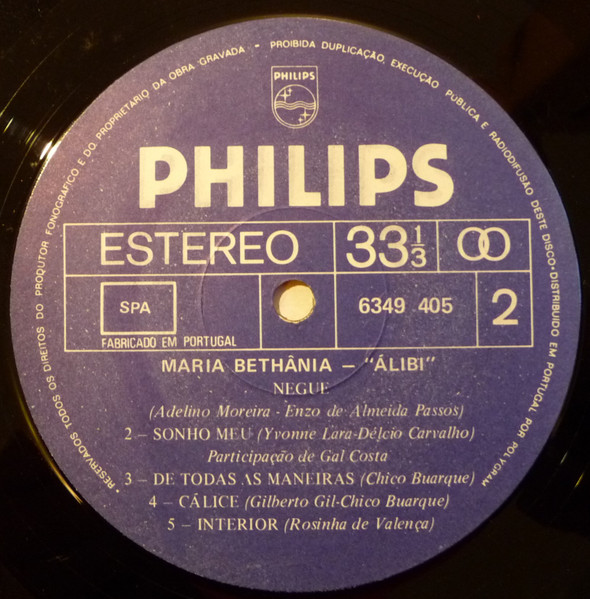 RESERVADOS TODOS OS DIREITOS DO PRODUTOR FONOGRÁFICO E DO PROPRIETÁRIO DA OBRA GRAVADA • PROIBIDA DUPLICAÇÃO, EXECUÇÃO PÚBLICA E RADIODIFUSÃO DESTE DISCO • DISTRIBUIDO EM PORTUGAL POR POLYGRAM •
PHILIPS
PHILIPS
ESTEREO 33 1/3
SPA 6349 405 2
FABRICADO EM PORTUGAL
MARIA BETHÂNIA – "ÁLIBI"
NEGUE
(Adelino Moreira - Enzo de Almeida Passos)
2 – SONHO MEU (Yvonne Lara-Délcio Carvalho)
Participação de Gal Costa
3 – DE TODAS AS MANEIRAS (Chico Buarque)
4 – CÁLICE (Gilberto Gil-Chico Buarque)
5 – INTERIOR (Rosinha de Valença)